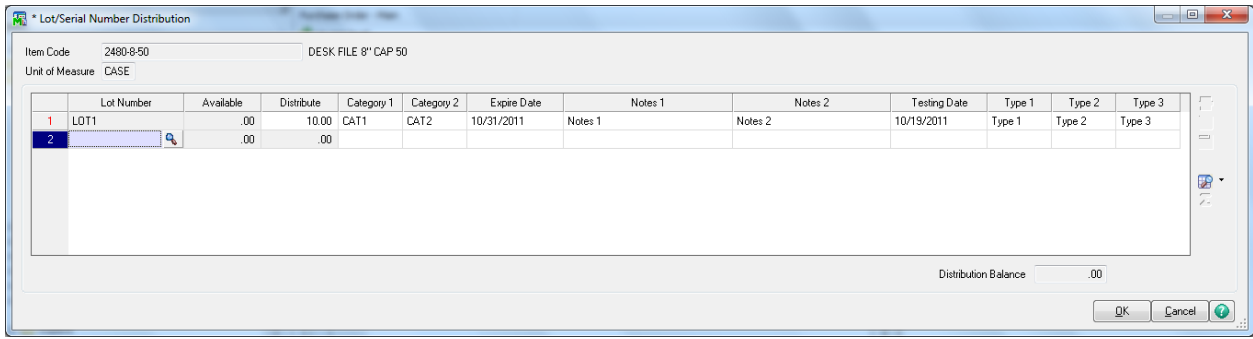 * Lot/Serial Number Distribution
Item Code 2480-8-50 DESK FILE 8" CAP 50
Unit of Measure CASE
Lot Number Available Distribute Category 1 Category 2 Expire Date Notes 1 Notes 2 Testing Date Type 1 Type 2 Type 3
1 LOT1 .00 10.00 CAT1 CAT2 10/31/2011 Notes 1 Notes 2 10/19/2011 Type 1 Type 2 Type 3
2 .00 .00
Distribution Balance .00
OK Cancel